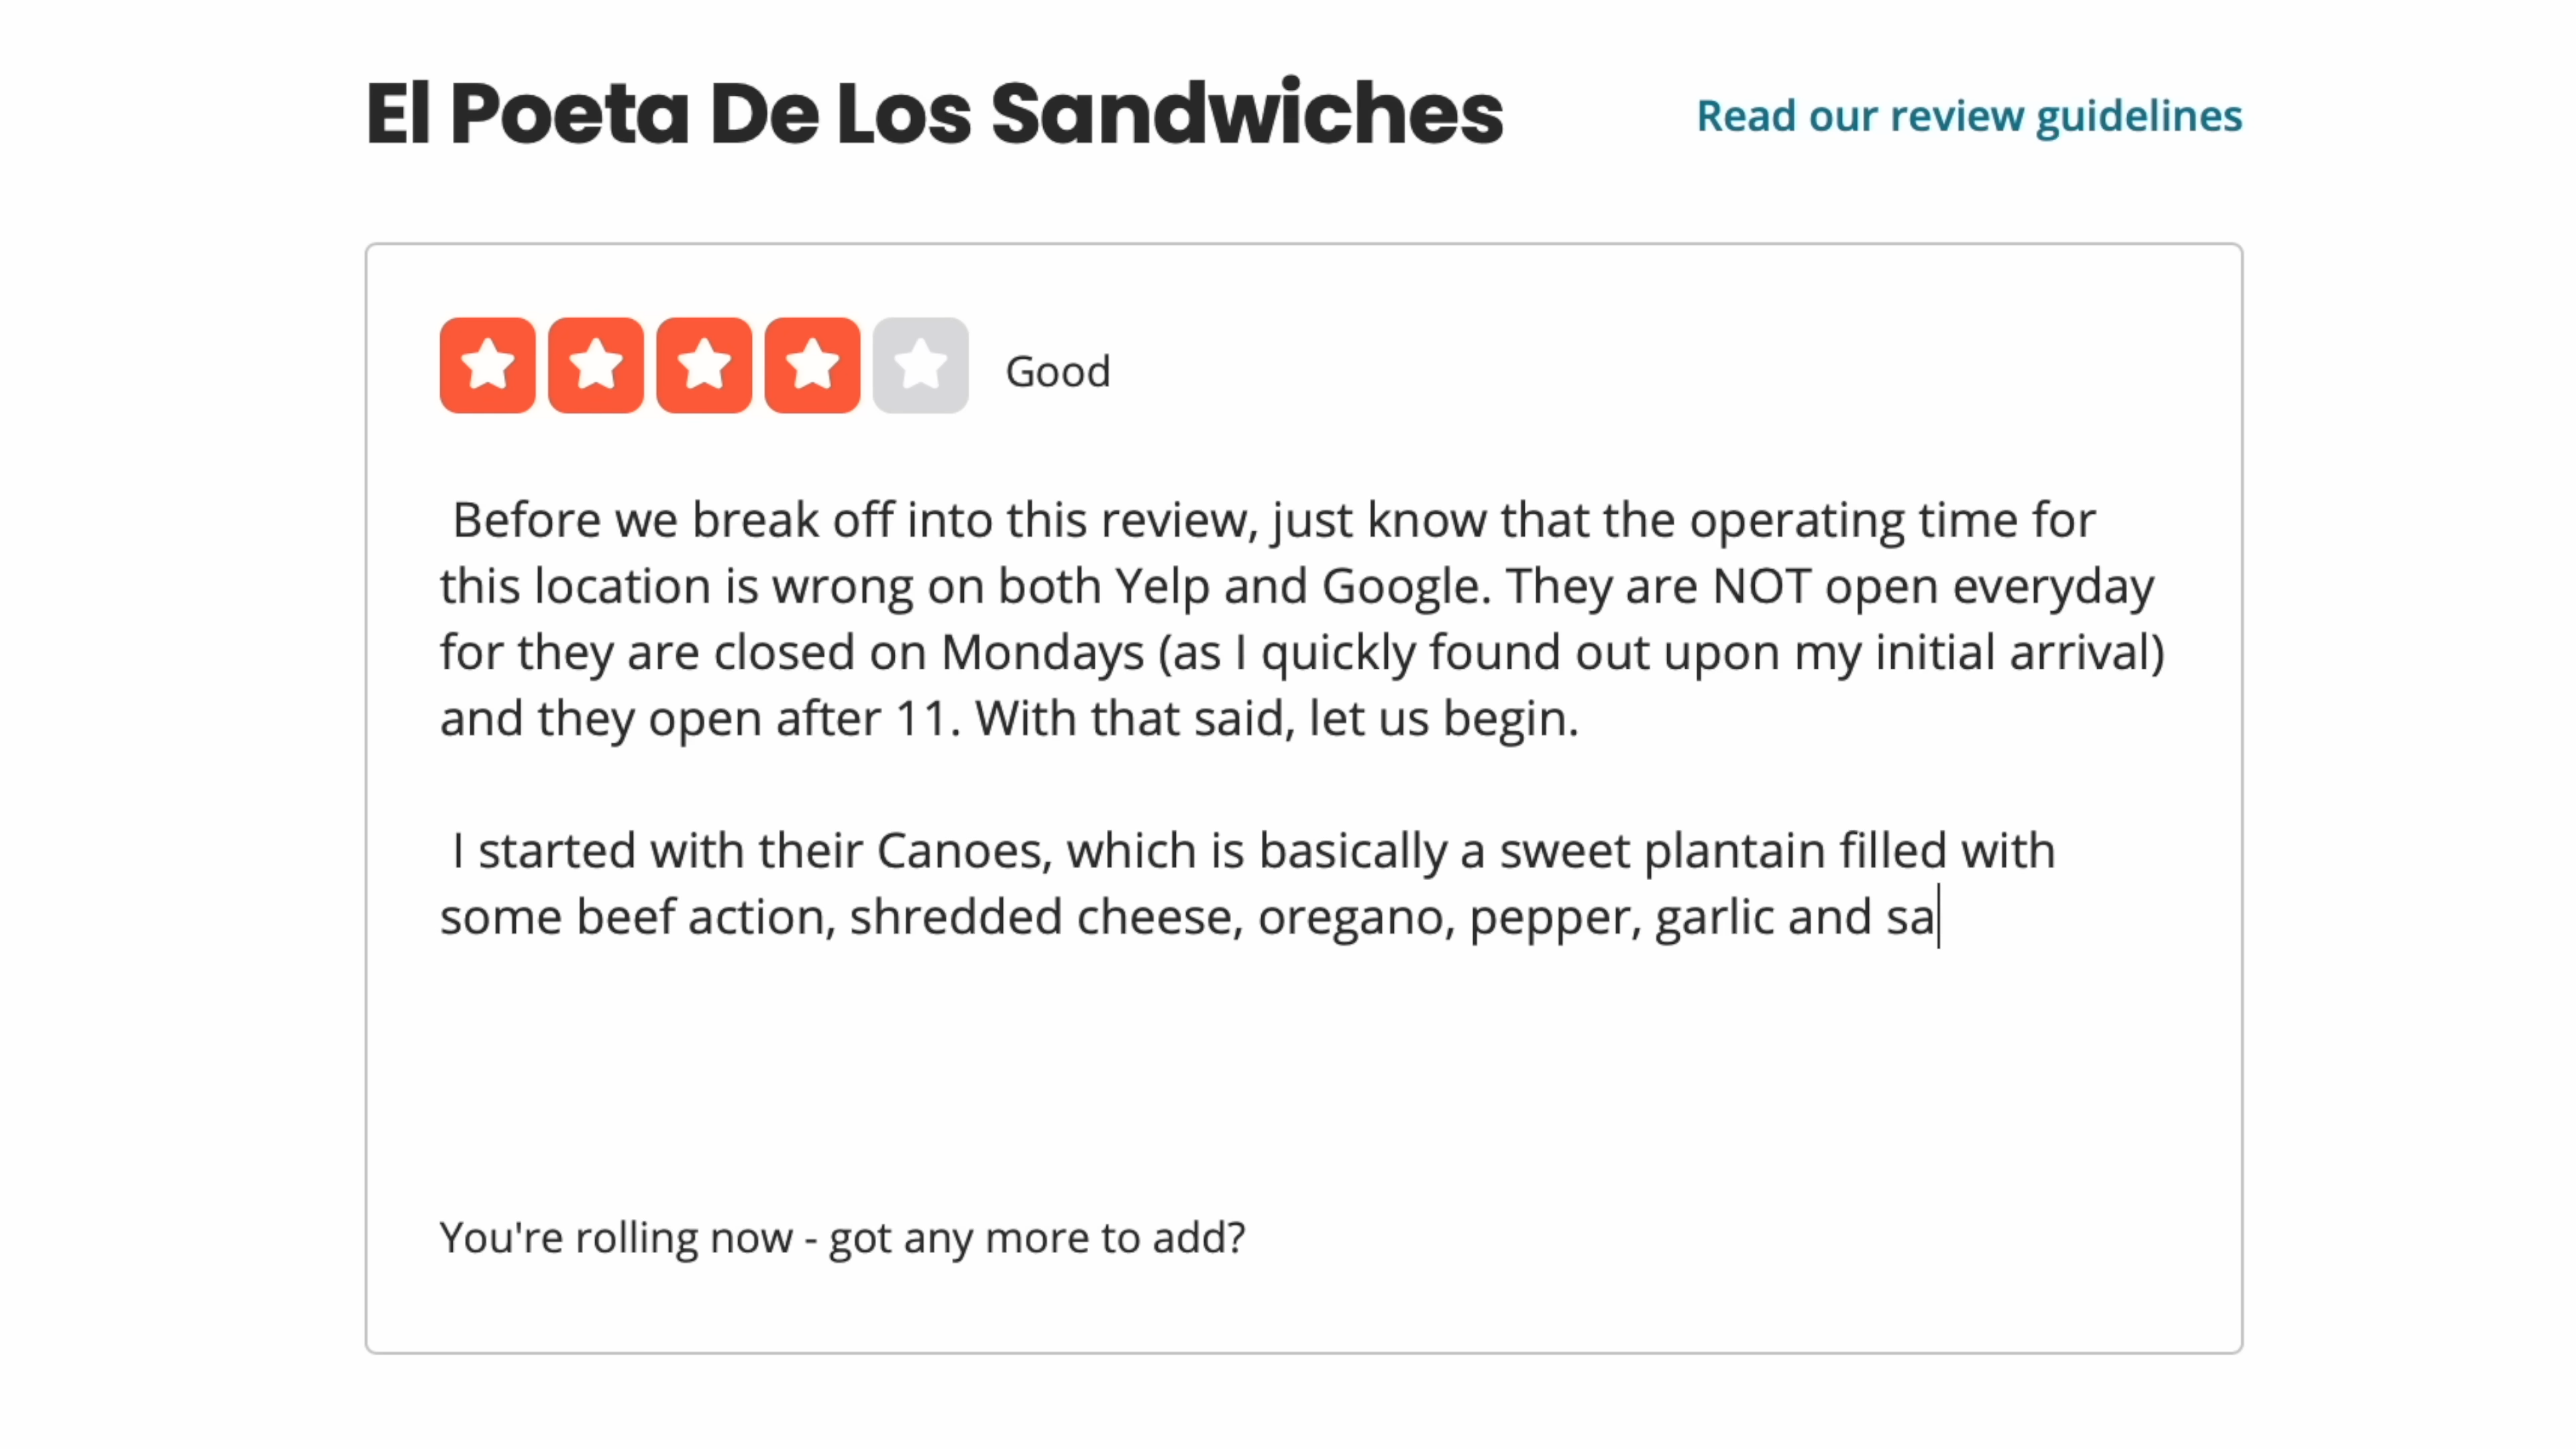 El Poeta De Los Sandwiches
Read our review guidelines
Good
Before we break off into this review, just know that the operating time for
this location is wrong on both Yelp and Google. They are NOT open everyday
for they are closed on Mondays (as I quickly found out upon my initial arrival)
and they open after 11. With that said, let us begin.
I started with their Canoes, which is basically a sweet plantain filled with
some beef action, shredded cheese, oregano, pepper, garlic and sa
You're rolling now - got any more to add?